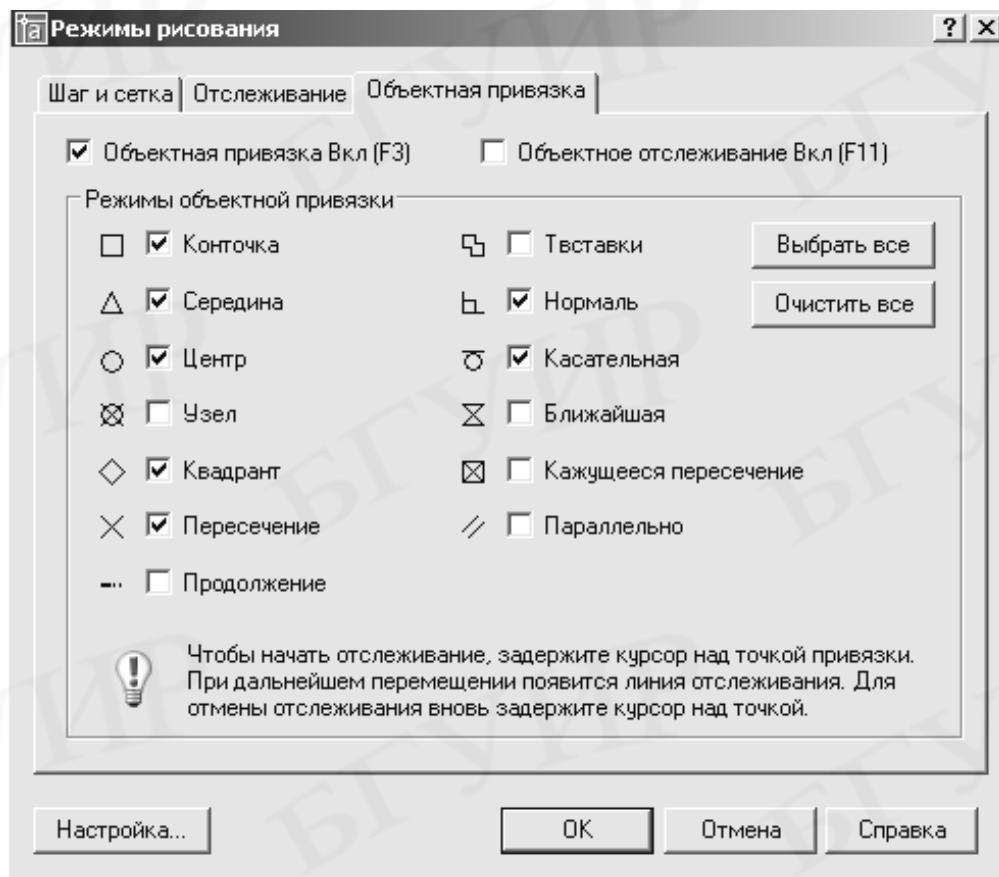 Режимы рисования
Шаг и сетка Отслеживание Объектная привязка
Объектная привязка Вкл (F3) Объектное отслеживание Вкл (F11)
Режимы объектной привязки
Конточка Твставки Выбрать все
Середина Нормаль Очистить все
Центр Касательная
Узел Ближайшая
Квадрант Кажущееся пересечение
Пересечение Параллельно
Продолжение
Чтобы начать отслеживание, задержите курсор над точкой привязки.
При дальнейшем перемещении появится линия отслеживания. Для
отмены отслеживания вновь задержите курсор над точкой.
Настройка... ОК Отмена Справка
БГУИР